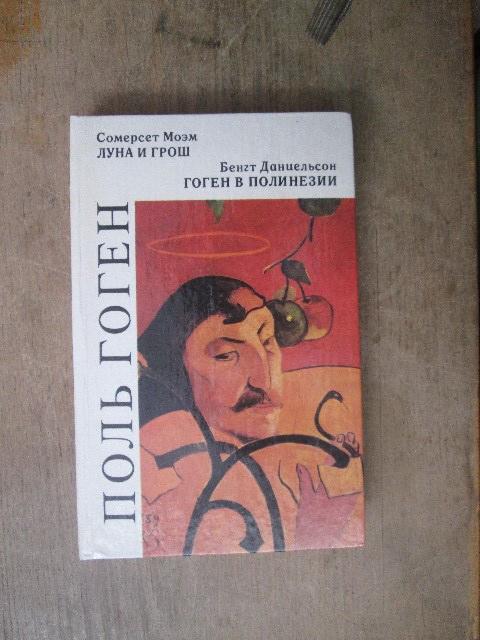 Сомерсет Моэм
ЛУНА И ГРОШ
Бенгт Даниельсон
ГОГЕН В ПОЛИНЕЗИИ
ПОЛЬ ГОГЕН